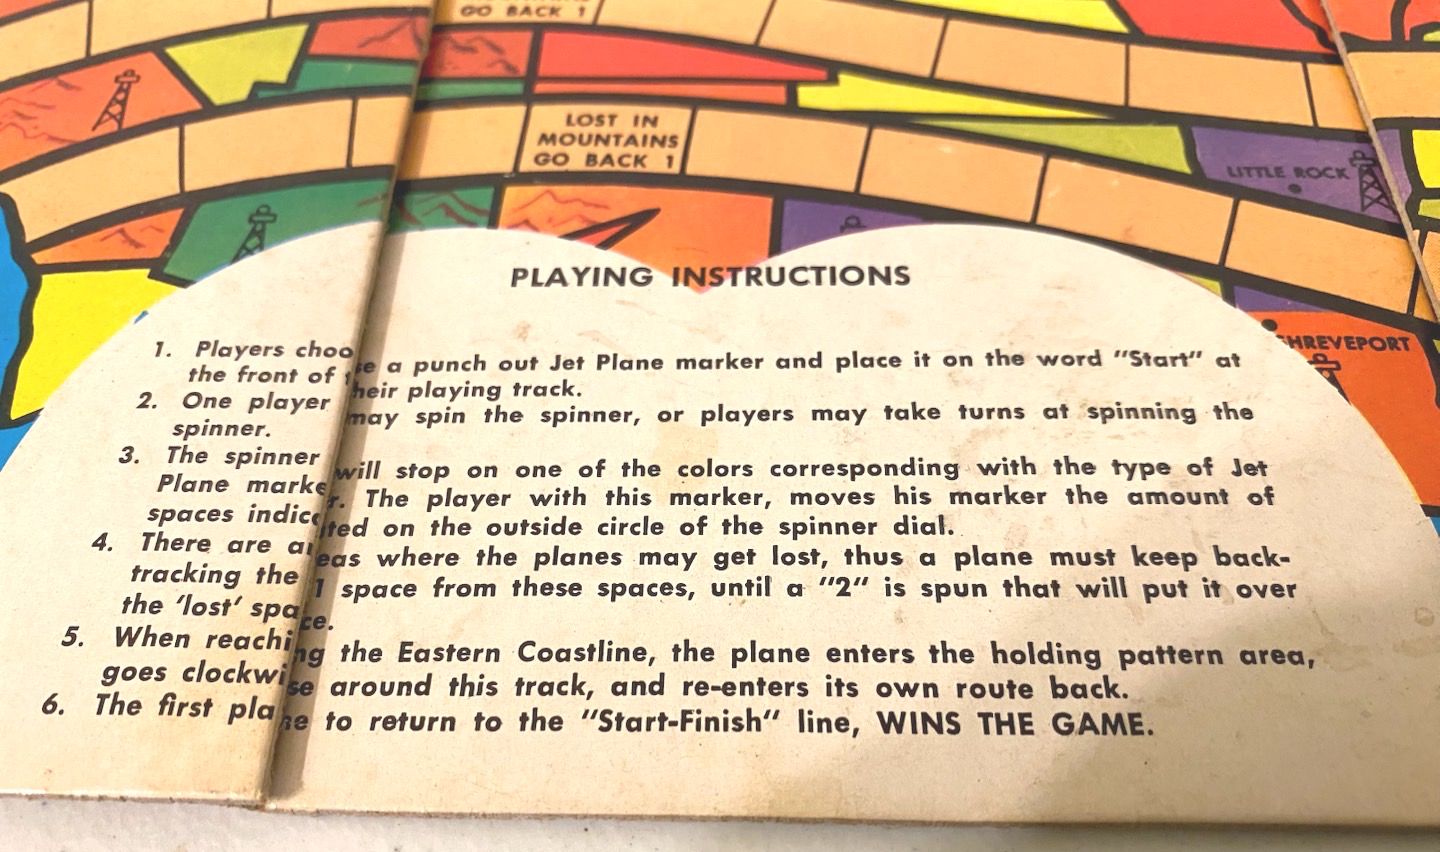 GO BACK 1
LOST IN
MOUNTAINS
GO BACK 1
LITTLE ROCK
SHREVEPORT
PLAYING INSTRUCTIONS
1. Players choose a punch out Jet Plane marker and place it on the word "Start" at
the front of their playing track.
2. One player may spin the spinner, or players may take turns at spinning the
spinner.
3. The spinner will stop on one of the colors corresponding with the type of Jet
Plane marker. The player with this marker, moves his marker the amount of
spaces indicated on the outside circle of the spinner dial.
4. There are areas where the planes may get lost, thus a plane must keep back-
tracking the 1 space from these spaces, until a "2" is spun that will put it over
the 'lost' space.
5. When reaching the Eastern Coastline, the plane enters the holding pattern area,
goes clockwise around this track, and re-enters its own route back.
6. The first plane to return to the "Start-Finish" line, WINS THE GAME.